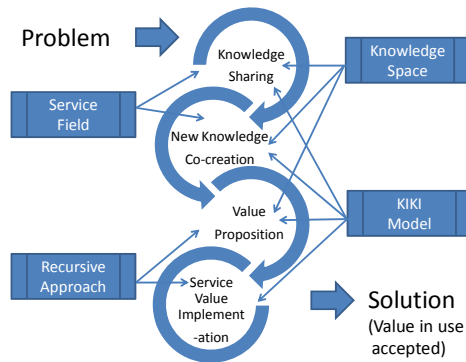 Problem
Knowledge
Sharing
Knowledge
Space
Service
Field
New Knowledge
Co-creation
Value
Proposition
KIKI
Model
Recursive
Approach
Service
Value
Implement
-ation
Solution
(Value in use
accepted)